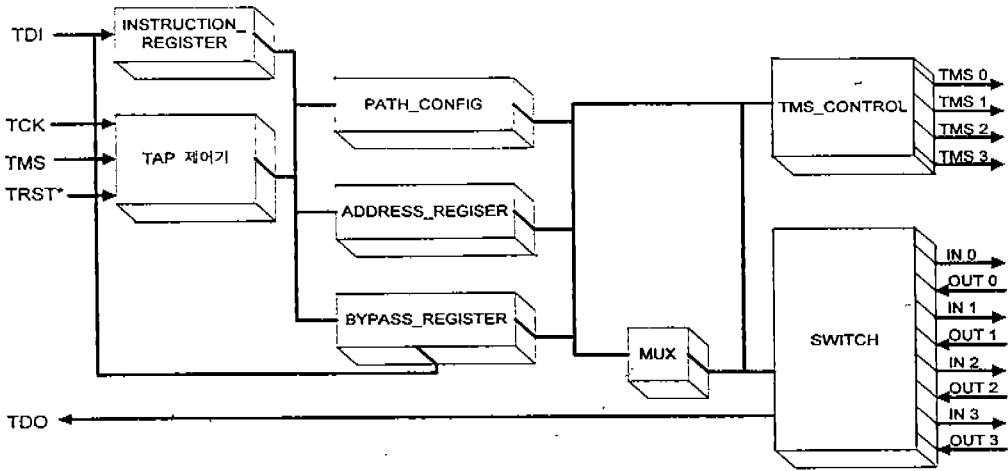 TDI
INSTRUCTION_
REGISTER
TCK
TMS
TRST*
TAP 제어기
PATH_CONFIG
ADDRESS_REGISER
BYPASS_REGISTER
MUX
TMS_CONTROL
TMS 0
TMS 1
TMS 2
TMS 3
SWITCH
IN 0
OUT 0
IN 1
OUT 1
IN 2
OUT 2
IN 3
OUT 3
TDO